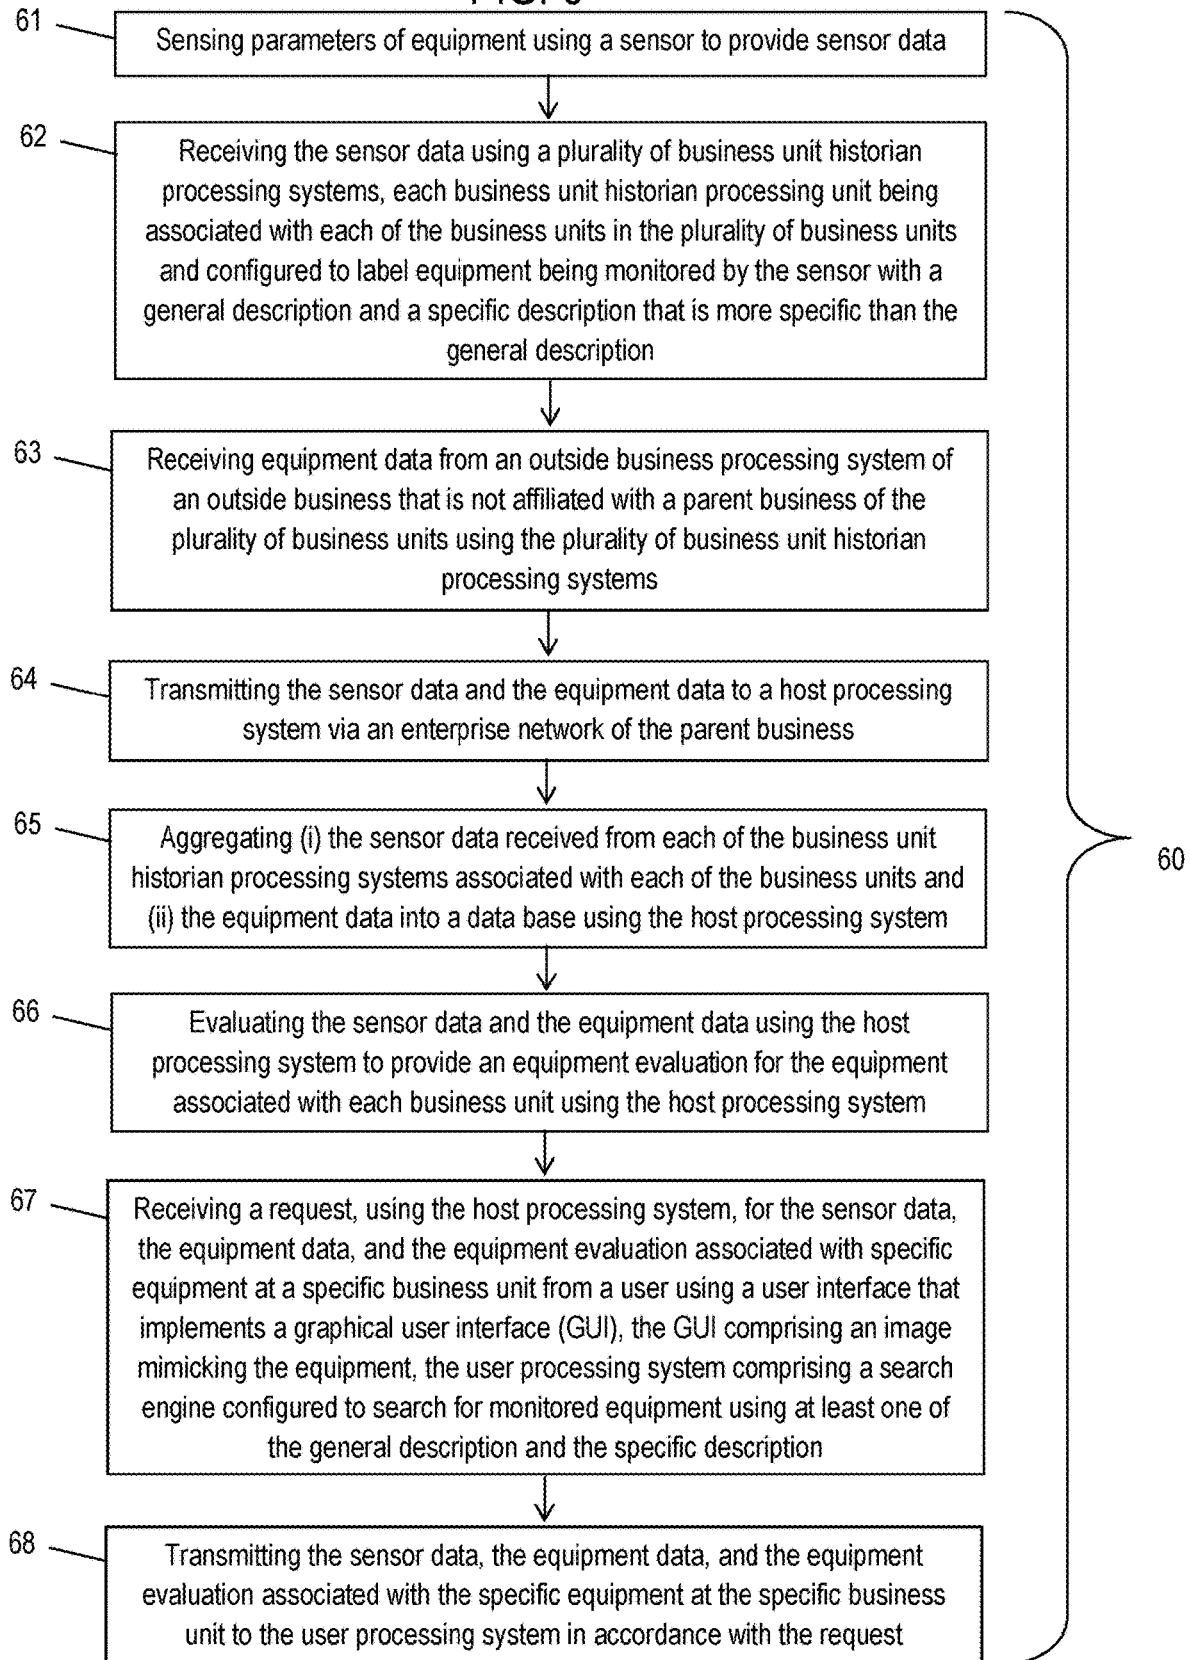 61
Sensing parameters of equipment using a sensor to provide sensor data
62
Receiving the sensor data using a plurality of business unit historian
processing systems, each business unit historian processing unit being
associated with each of the business units in the plurality of business units
and configured to label equipment being monitored by the sensor with a
general description and a specific description that is more specific than the
general description
63
Receiving equipment data from an outside business processing system of
an outside business that is not affiliated with a parent business of the
plurality of business units using the plurality of business unit historian
processing systems
64
Transmitting the sensor data and the equipment data to a host processing
system via an enterprise network of the parent business
65
Aggregating (i) the sensor data received from each of the business unit
historian processing systems associated with each of the business units and
(ii) the equipment data into a data base using the host processing system
60
66
Evaluating the sensor data and the equipment data using the host
processing system to provide an equipment evaluation for the equipment
associated with each business unit using the host processing system
67
Receiving a request, using the host processing system, for the sensor data,
the equipment data, and the equipment evaluation associated with specific
equipment at a specific business unit from a user using a user interface that
implements a graphical user interface (GUI), the GUI comprising an image
mimicking the equipment, the user processing system comprising a search
engine configured to search for monitored equipment using at least one of
the general description and the specific description
68
Transmitting the sensor data, the equipment data, and the equipment
evaluation associated with the specific equipment at the specific business
unit to the user processing system in accordance with the request